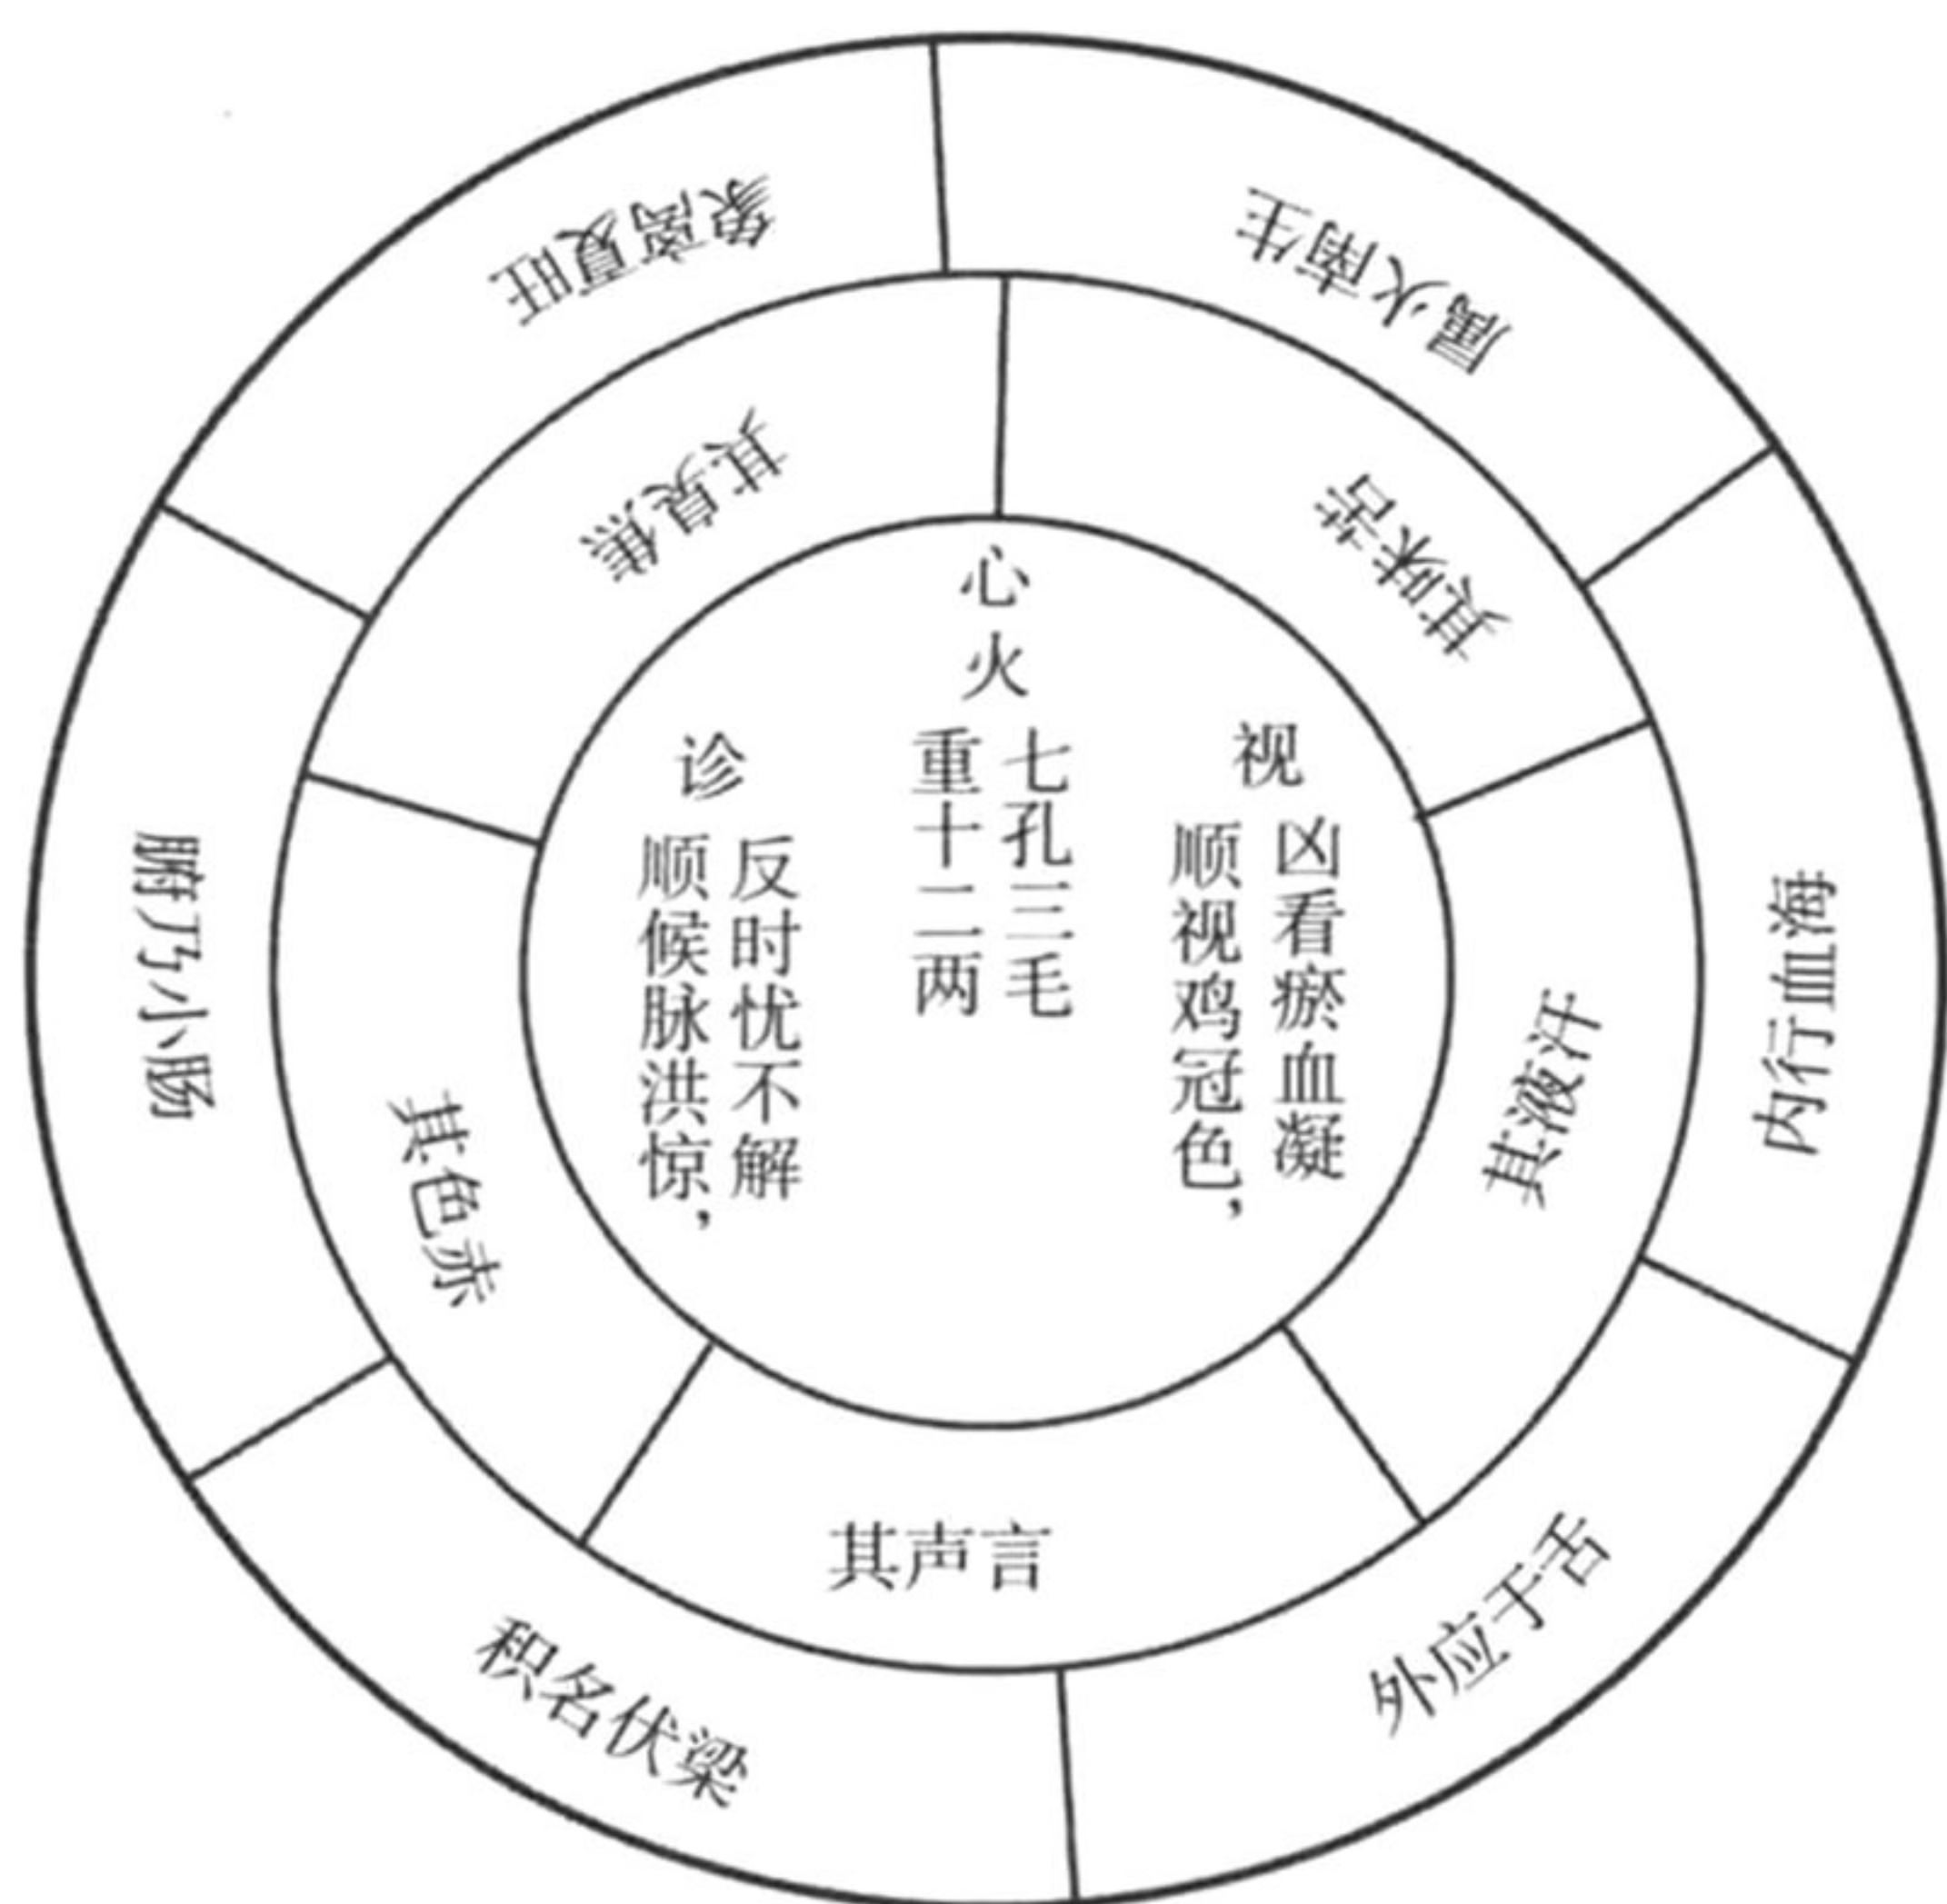 心火
诊
顺候脉洪惊，
反时忧不解
重十二两
七孔三毛
视
顺视鸡冠色，
凶看瘀血凝
其臭焦
其色赤
其声言
其液汗
其味苦
象离夏旺
腑乃小肠
积名伏梁
外应于舌
内行血海
属火南生